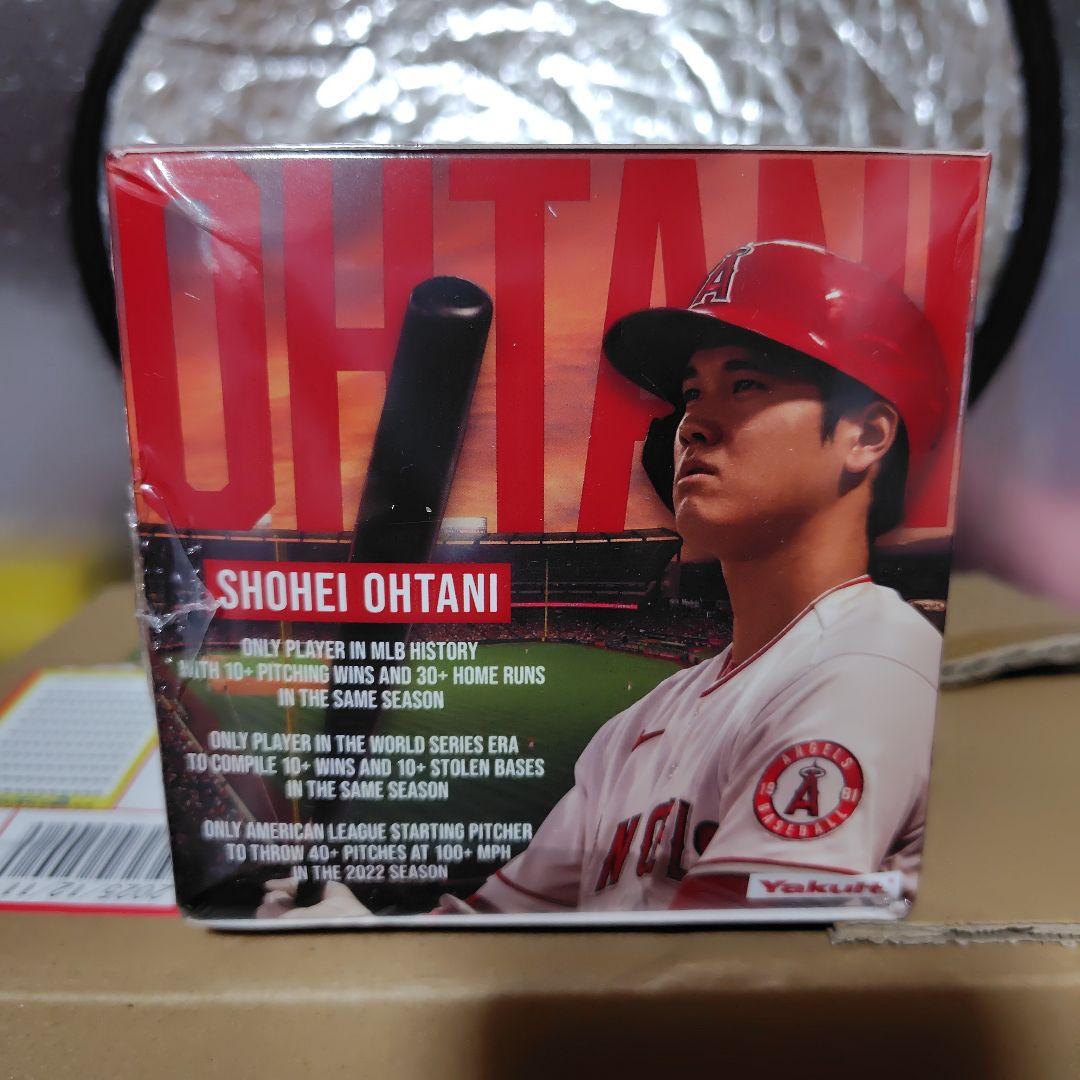 OHTANI
A
SHOHEI OHTANI
ONLY PLAYER IN MLB HISTORY
WITH 10+ PITCHING WINS AND 30+ HOME RUNS
IN THE SAME SEASON
ONLY PLAYER IN THE WORLD SERIES ERA
TO COMPILE 10+ WINS AND 10+ STOLEN BASES
IN THE SAME SEASON
ONLY AMERICAN LEAGUE STARTING PITCHER
TO THROW 40+ PITCHES AT 100+ MPH
IN THE 2022 SEASON
ANGELS
19 A 61
BASEBALL
Yakult